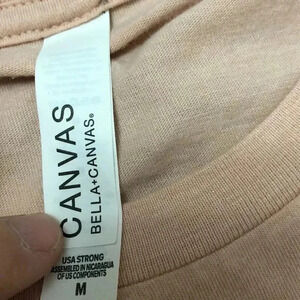 CANVAS
BELLA+CANVAS®
USA STRONG
ASSEMBLED IN NICARAGUA
OF US COMPONENTS
M